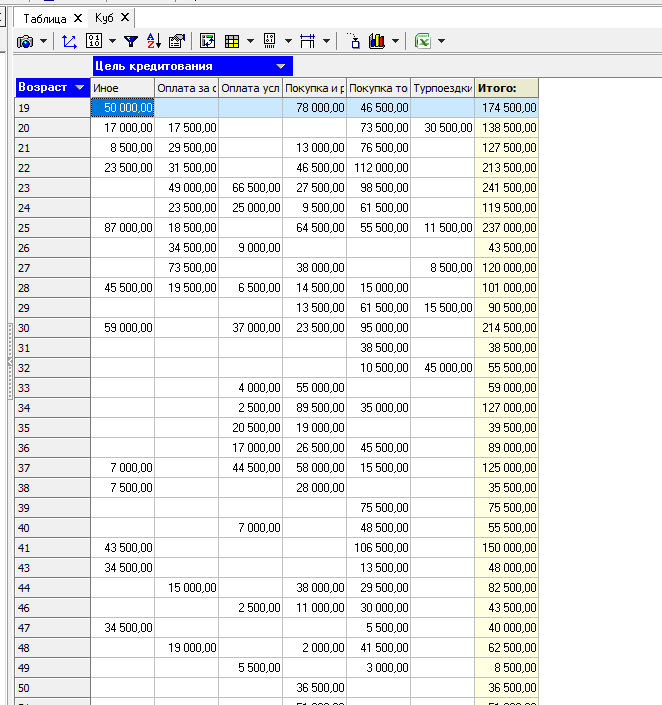 Таблица X Куб X
Цель кредитования
Возраст Иное Оплата за с Оплата усл Покупка и р Покупка то Турпоездки Итого:
19 50 000,00 78 000,00 46 500,00 174 500,00
20 17 000,00 17 500,00 73 500,00 30 500,00 138 500,00
21 8 500,00 29 500,00 13 000,00 76 500,00 127 500,00
22 23 500,00 31 500,00 46 500,00 112 000,00 213 500,00
23 49 000,00 66 500,00 27 500,00 98 500,00 241 500,00
24 23 500,00 25 000,00 9 500,00 61 500,00 119 500,00
25 87 000,00 18 500,00 64 500,00 55 500,00 11 500,00 237 000,00
26 34 500,00 9 000,00 43 500,00
27 73 500,00 38 000,00 8 500,00 120 000,00
28 45 500,00 19 500,00 6 500,00 14 500,00 15 000,00 101 000,00
29 13 500,00 61 500,00 15 500,00 90 500,00
30 59 000,00 37 000,00 23 500,00 95 000,00 214 500,00
31 38 500,00 38 500,00
32 10 500,00 45 000,00 55 500,00
33 4 000,00 55 000,00 59 000,00
34 2 500,00 89 500,00 35 000,00 127 000,00
35 20 500,00 19 000,00 39 500,00
36 17 000,00 26 500,00 45 500,00 89 000,00
37 7 000,00 44 500,00 58 000,00 15 500,00 125 000,00
38 7 500,00 28 000,00 35 500,00
39 75 500,00 75 500,00
40 7 000,00 48 500,00 55 500,00
41 43 500,00 106 500,00 150 000,00
43 34 500,00 13 500,00 48 000,00
44 15 000,00 38 000,00 29 500,00 82 500,00
46 2 500,00 11 000,00 30 000,00 43 500,00
47 34 500,00 5 500,00 40 000,00
48 19 000,00 2 000,00 41 500,00 62 500,00
49 5 500,00 3 000,00 8 500,00
50 36 500,00 36 500,00